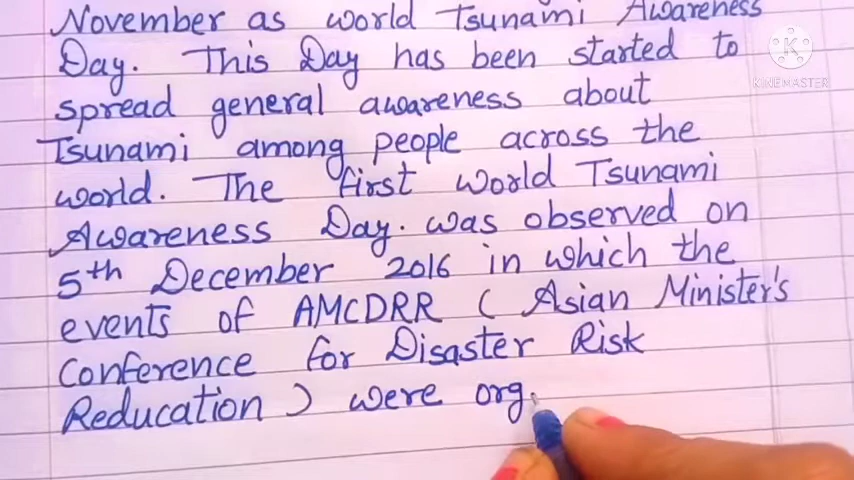 November as world Tsunami Awareness
Day. This Day has been started to
spread general awareness about
Tsunami among people across the
world. The first world Tsunami
Awareness Day. was observed on
5th December 2016 in which the
events of AMCDRR ( Asian Minister's
Conference for Disaster Risk
Reducation ) were org
K
KINEMASTER